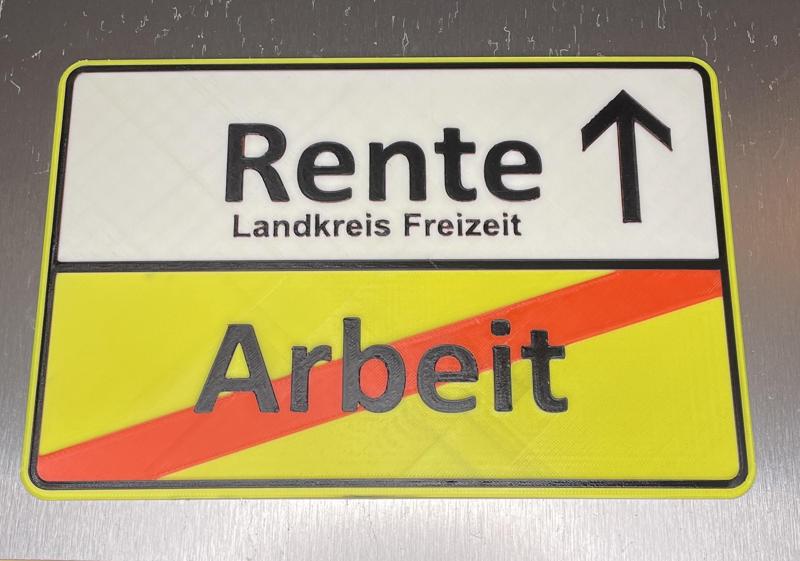 Rente
Landkreis Freizeit
Arbeit